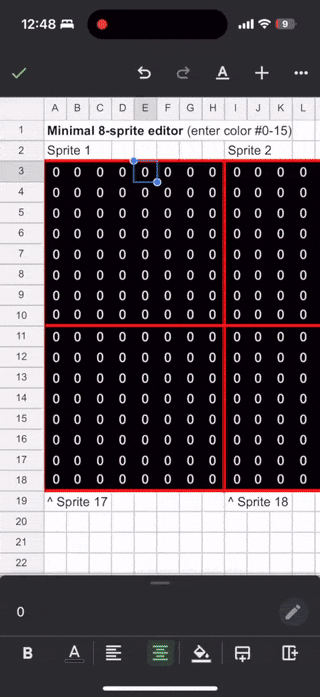 12:48
9
A B C D E F G H I J K L
1 Minimal 8-sprite editor (enter color #0-15)
2 Sprite 1 Sprite 2
3 0 0 0 0 0 0 0 0 0 0 0 0
4 0 0 0 0 0 0 0 0 0 0 0 0
5 0 0 0 0 0 0 0 0 0 0 0 0
6 0 0 0 0 0 0 0 0 0 0 0 0
7 0 0 0 0 0 0 0 0 0 0 0 0
8 0 0 0 0 0 0 0 0 0 0 0 0
9 0 0 0 0 0 0 0 0 0 0 0 0
10 0 0 0 0 0 0 0 0 0 0 0 0
11 0 0 0 0 0 0 0 0 0 0 0 0
12 0 0 0 0 0 0 0 0 0 0 0 0
13 0 0 0 0 0 0 0 0 0 0 0 0
14 0 0 0 0 0 0 0 0 0 0 0 0
15 0 0 0 0 0 0 0 0 0 0 0 0
16 0 0 0 0 0 0 0 0 0 0 0 0
17 0 0 0 0 0 0 0 0 0 0 0 0
18 0 0 0 0 0 0 0 0 0 0 0 0
19 ^ Sprite 17 ^ Sprite 18
20
21
22
0
B A